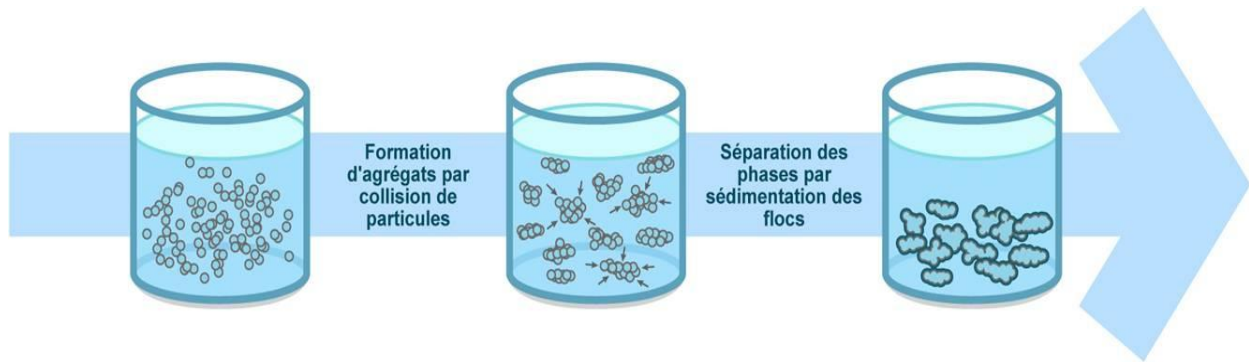 Formation
d'agrégats par
collision de
particules
Séparation des
phases par
sédimentation des
flocs